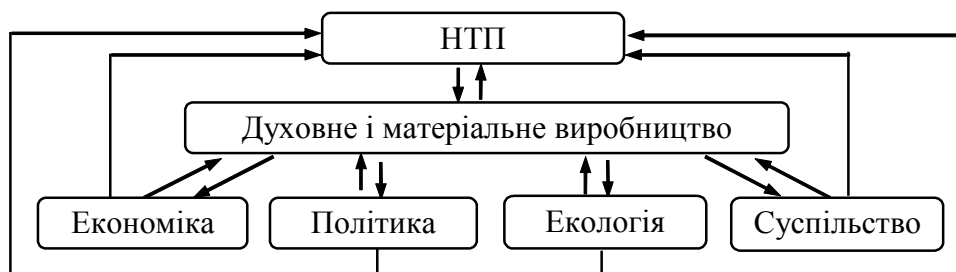 НТП
Духовне і матеріальне виробництво
Економіка
Політика
Екологія
Суспільство